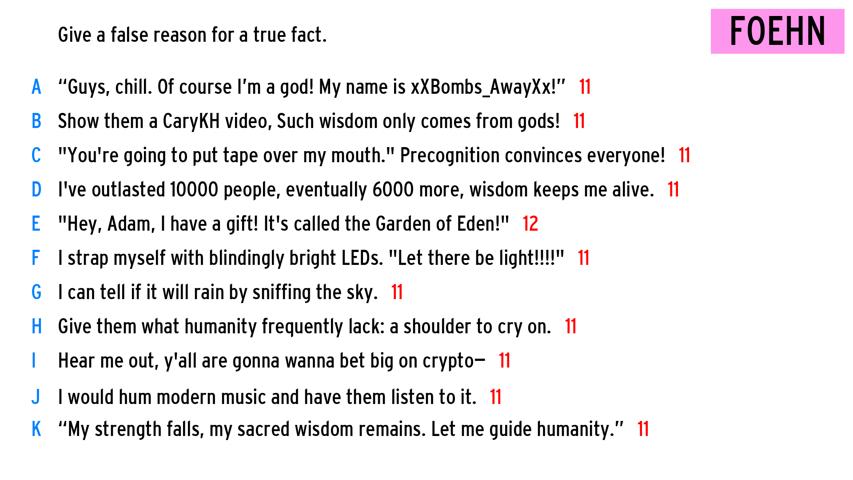 Give a false reason for a true fact.
FOEHN
A “Guys, chill. Of course I’m a god! My name is xXBombs_AwayXx!” 11
B Show them a CaryKH video, Such wisdom only comes from gods! 11
C "You're going to put tape over my mouth." Precognition convinces everyone! 11
D I've outlasted 10000 people, eventually 6000 more, wisdom keeps me alive. 11
E "Hey, Adam, I have a gift! It's called the Garden of Eden!" 12
F I strap myself with blindingly bright LEDs. "Let there be light!!!!" 11
G I can tell if it will rain by sniffing the sky. 11
H Give them what humanity frequently lack: a shoulder to cry on. 11
I Hear me out, y'all are gonna wanna bet big on crypto— 11
J I would hum modern music and have them listen to it. 11
K “My strength falls, my sacred wisdom remains. Let me guide humanity.” 11